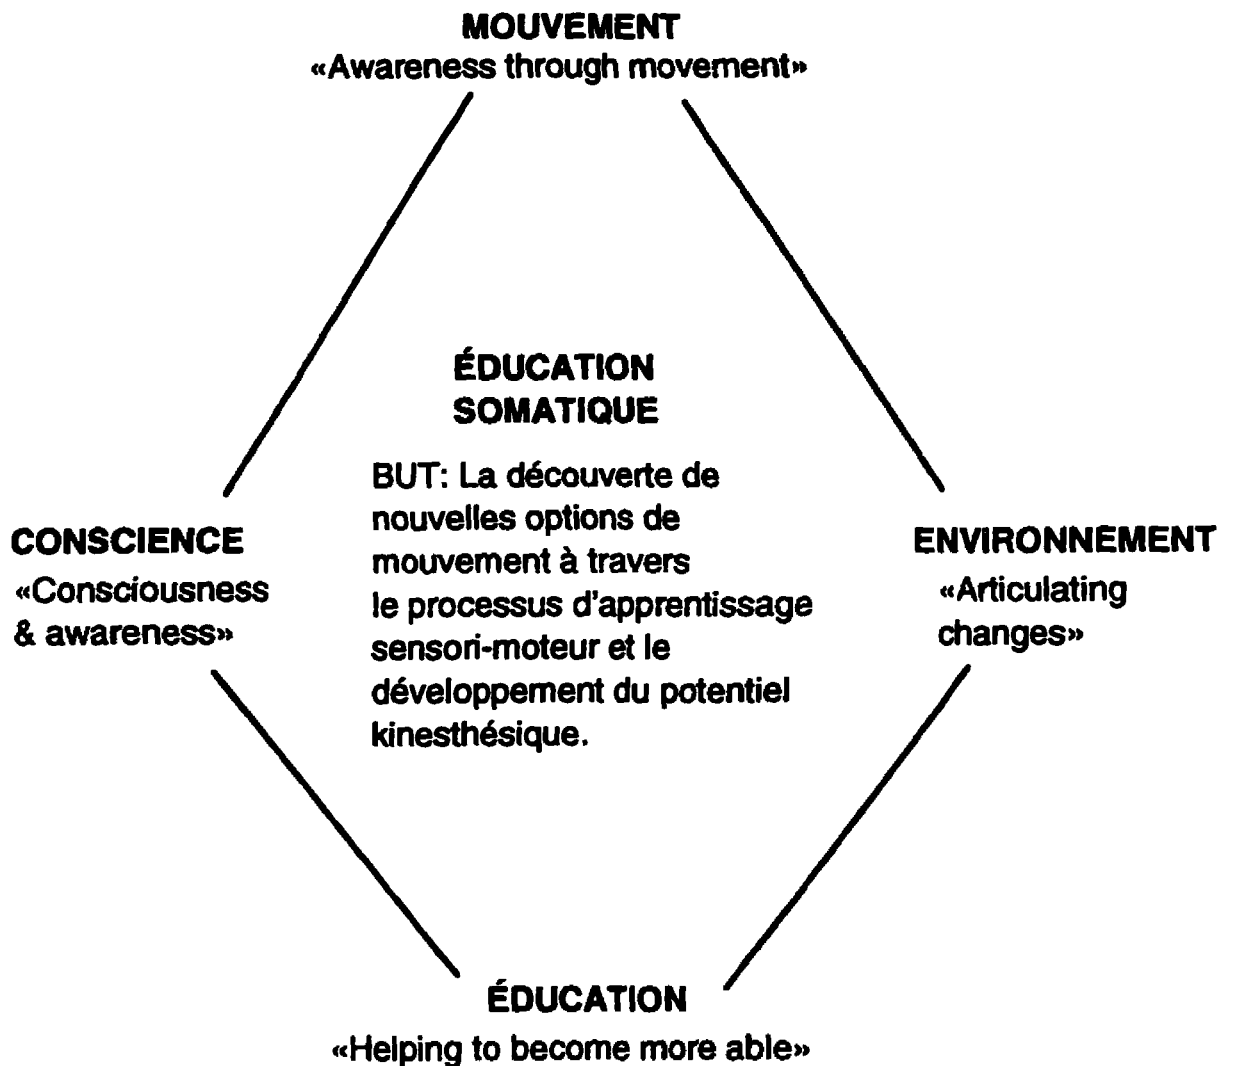 MOUVEMENT
«Awareness through movement»
ÉDUCATION
SOMATIQUE
BUT: La découverte de
nouvelles options de
mouvement à travers
le processus d'apprentissage
sensori-moteur et le
développement du potentiel
kinesthésique.
CONSCIENCE
«Consciousness
& awareness»
ENVIRONNEMENT
«Articulating
changes»
ÉDUCATION
«Helping to become more able»